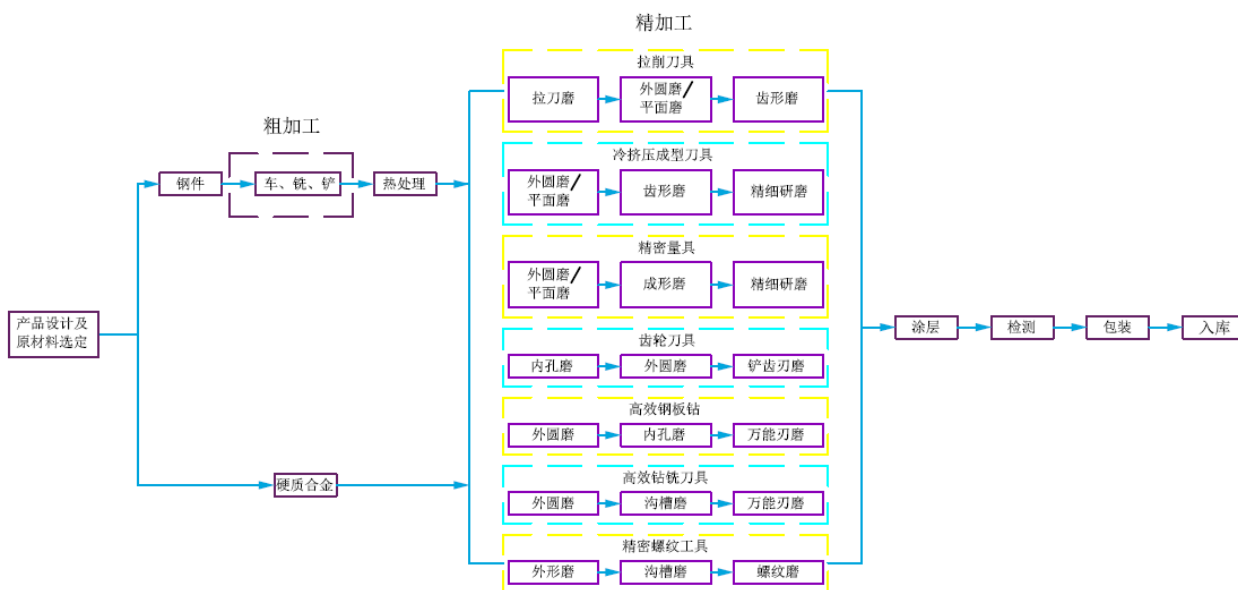 精加工
拉削刀具
拉刀磨
外圆磨/
平面磨
齿形磨
粗加工
钢件
车、铣、铲
热处理
冷挤压成型刀具
外圆磨/
平面磨
齿形磨
精细研磨
精密量具
外圆磨/
平面磨
成形磨
精细研磨
产品设计及
原材料选定
齿轮刀具
内孔磨
外圆磨
铲齿刃磨
高效钢板钻
外圆磨
内孔磨
万能刃磨
硬质合金
高效钻铣刀具
外圆磨
沟槽磨
万能刃磨
精密螺纹工具
外形磨
沟槽磨
螺纹磨
涂层
检测
包装
入库